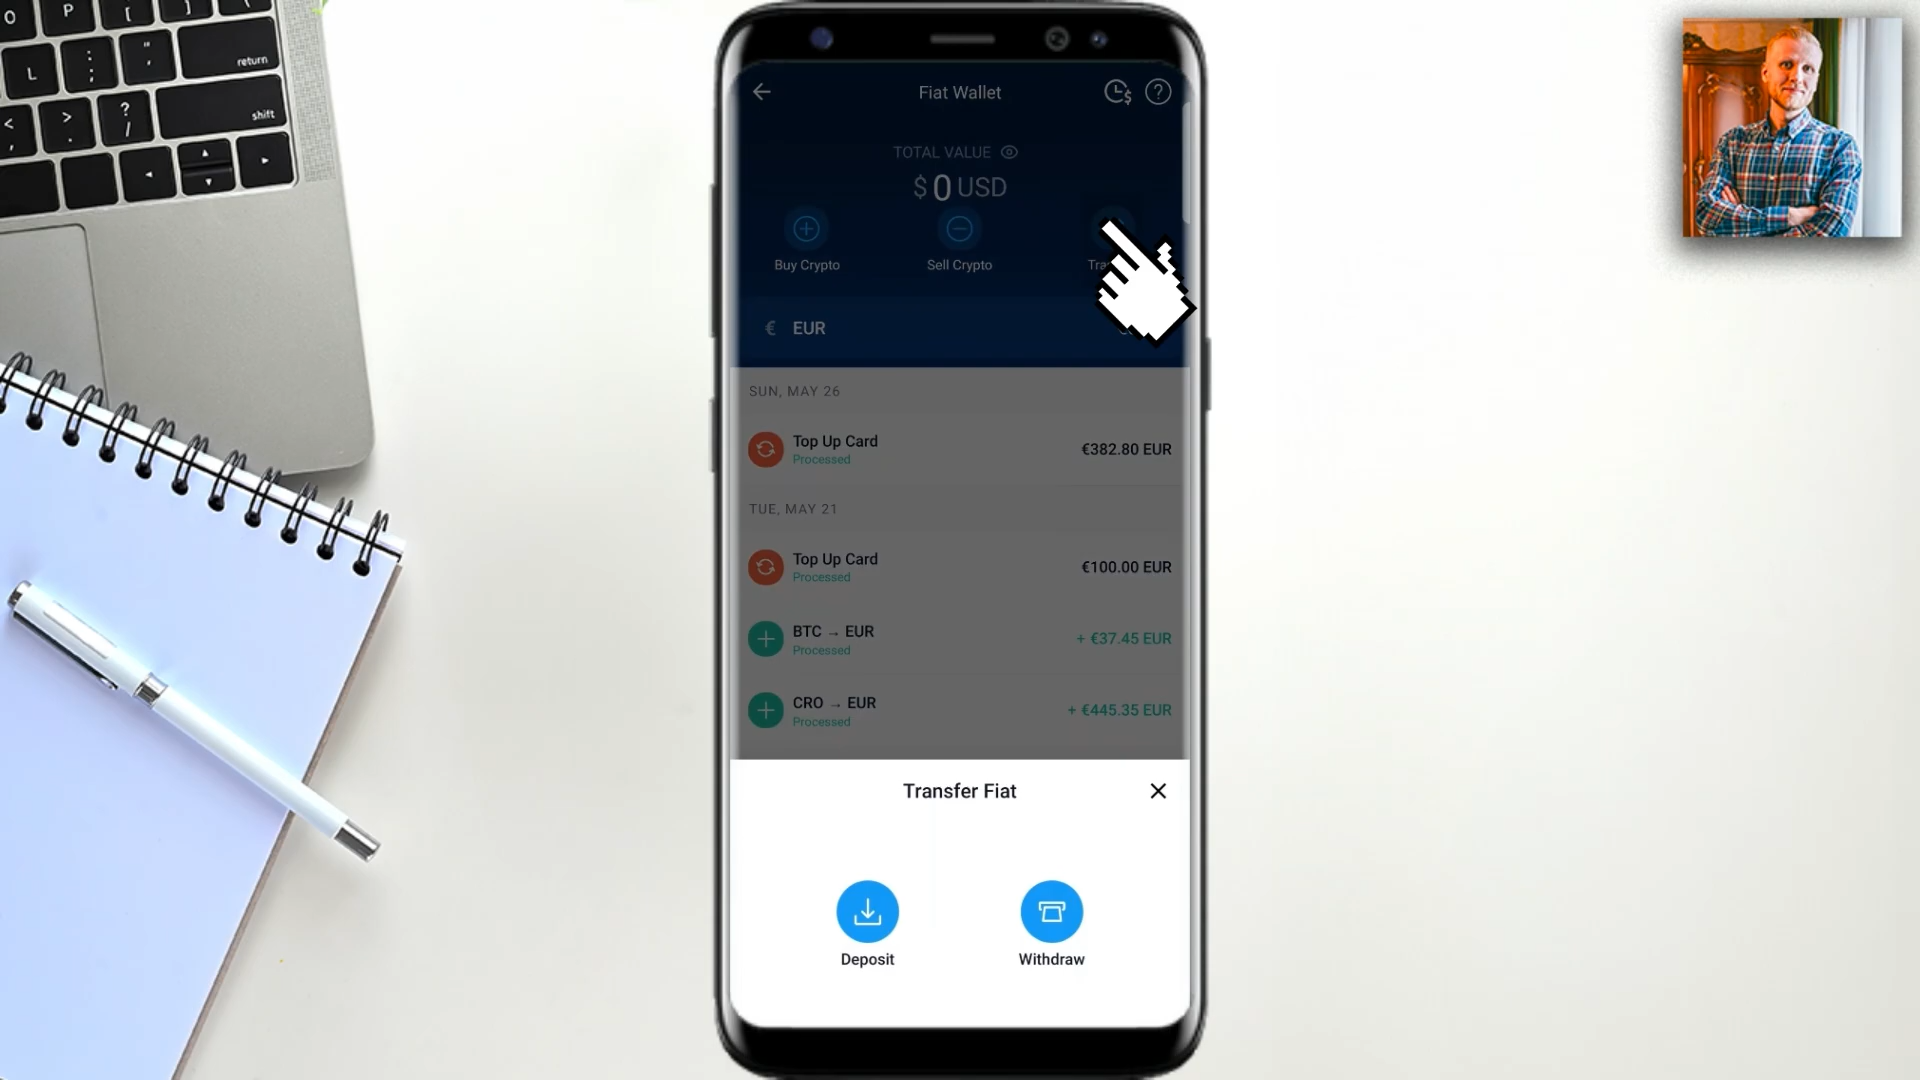 O P { [ } ]
L : ; " ' return
< , > . ? / shift
Fiat Wallet
TOTAL VALUE
$ 0 USD
Buy Crypto
Sell Crypto
€ EUR
SUN, MAY 26
Top Up Card
€382.80 EUR
Processed
TUE, MAY 21
Top Up Card
€100.00 EUR
Processed
BTC → EUR
+ €37.45 EUR
Processed
CRO → EUR
+ €445.35 EUR
Processed
Transfer Fiat
Deposit
Withdraw